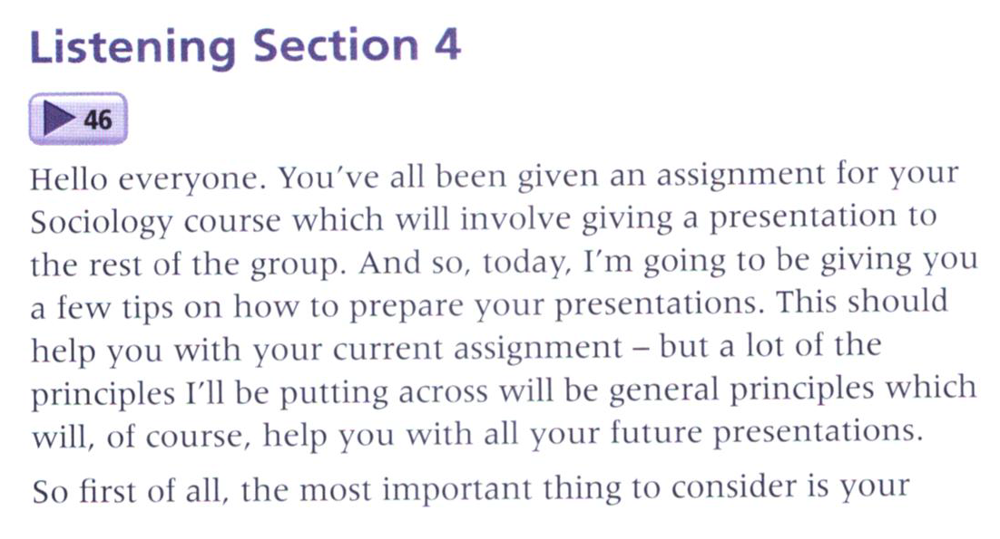 Listening Section 4
46
Hello everyone. You've all been given an assignment for your
Sociology course which will involve giving a presentation to
the rest of the group. And so, today, I'm going to be giving you
a few tips on how to prepare your presentations. This should
help you with your current assignment – but a lot of the
principles I'll be putting across will be general principles which
will, of course, help you with all your future presentations.
So first of all, the most important thing to consider is your